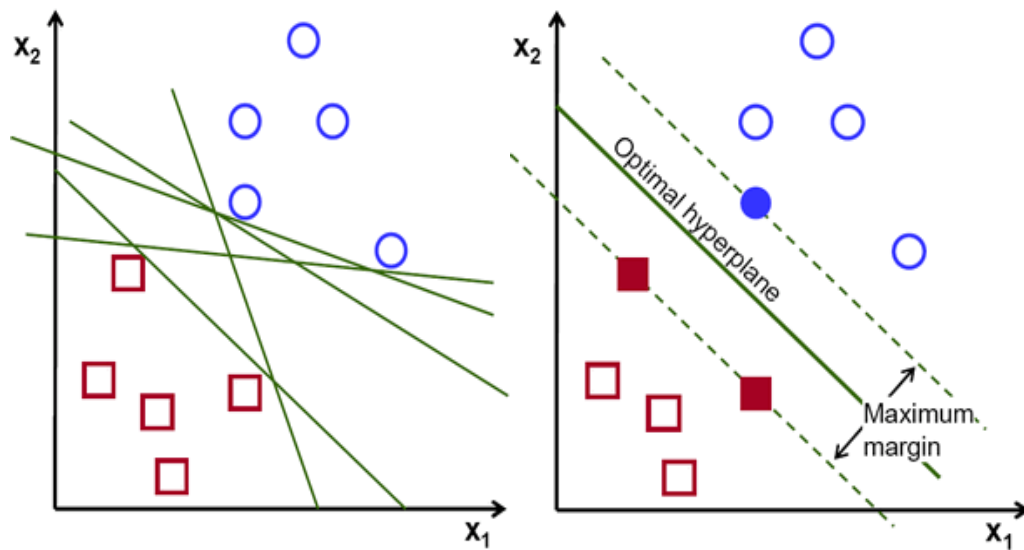 X₂
X₁
X₂
Optimal hyperplane
Maximum
margin
X₁